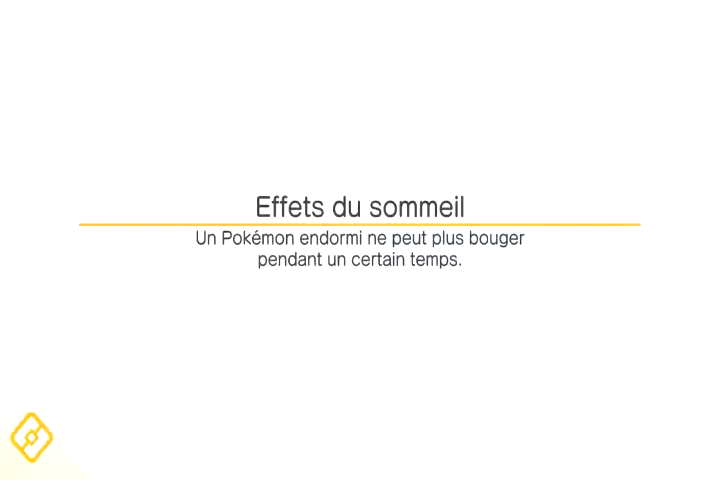 Effets du sommeil
Un Pokémon endormi ne peut plus bouger
pendant un certain temps.